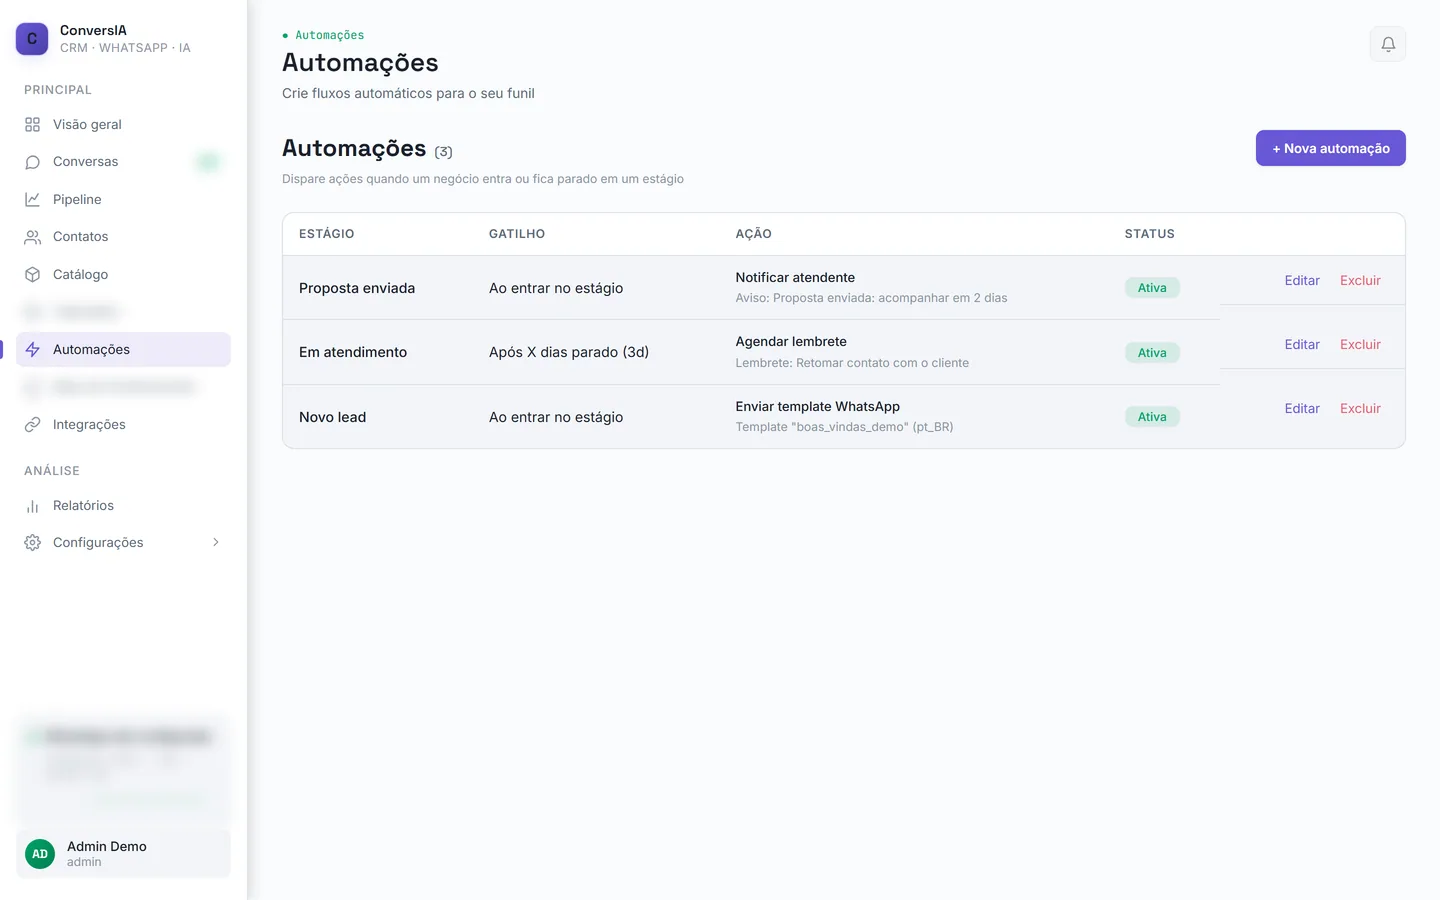 C
ConversIA
CRM · WHATSAPP · IA
PRINCIPAL
Visão geral
Conversas
Pipeline
Contatos
Catálogo
Automações
Integrações
ANÁLISE
Relatórios
Configurações
AD
Admin Demo
admin
Automações
Automações
Crie fluxos automáticos para o seu funil
Automações (3)
+ Nova automação
Dispare ações quando um negócio entra ou fica parado em um estágio
ESTÁGIO GATILHO AÇÃO STATUS
Proposta enviada Ao entrar no estágio Notificar atendente Ativa Editar Excluir
Aviso: Proposta enviada: acompanhar em 2 dias
Em atendimento Após X dias parado (3d) Agendar lembrete Ativa Editar Excluir
Lembrete: Retomar contato com o cliente
Novo lead Ao entrar no estágio Enviar template WhatsApp Ativa Editar Excluir
Template "boas_vindas_demo" (pt_BR)